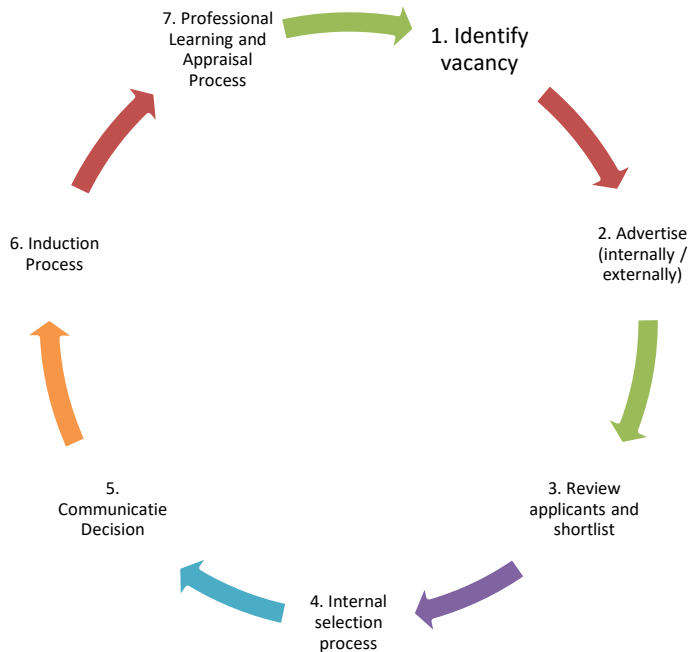 1. Identify
vacancy
2. Advertise
(internally /
externally)
3. Review
applicants and
shortlist
4. Internal
selection
process
5.
Communicatie
Decision
6. Induction
Process
7. Professional
Learning and
Appraisal
Process